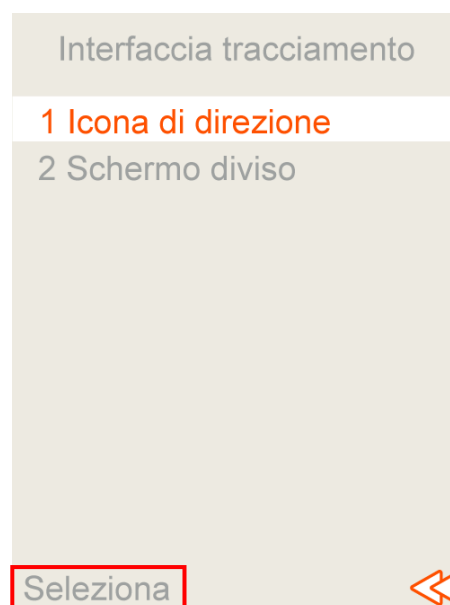 Interfaccia tracciamento
1 Icona di direzione
2 Schermo diviso
Seleziona